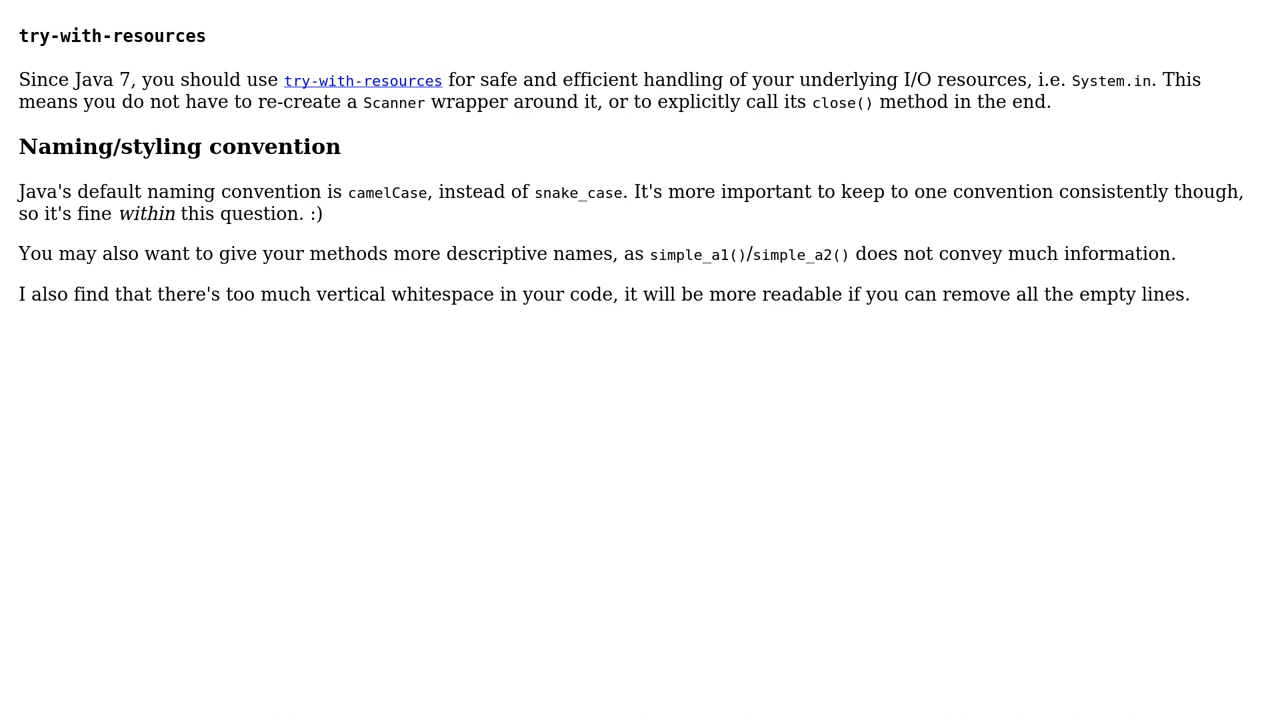 try-with-resources
Since Java 7, you should use try-with-resources for safe and efficient handling of your underlying I/O resources, i.e. System.in. This
means you do not have to re-create a Scanner wrapper around it, or to explicitly call its close() method in the end.
Naming/styling convention
Java's default naming convention is camelCase, instead of snake_case. It's more important to keep to one convention consistently though,
so it's fine within this question. :)
You may also want to give your methods more descriptive names, as simple_a1()/simple_a2() does not convey much information.
I also find that there's too much vertical whitespace in your code, it will be more readable if you can remove all the empty lines.